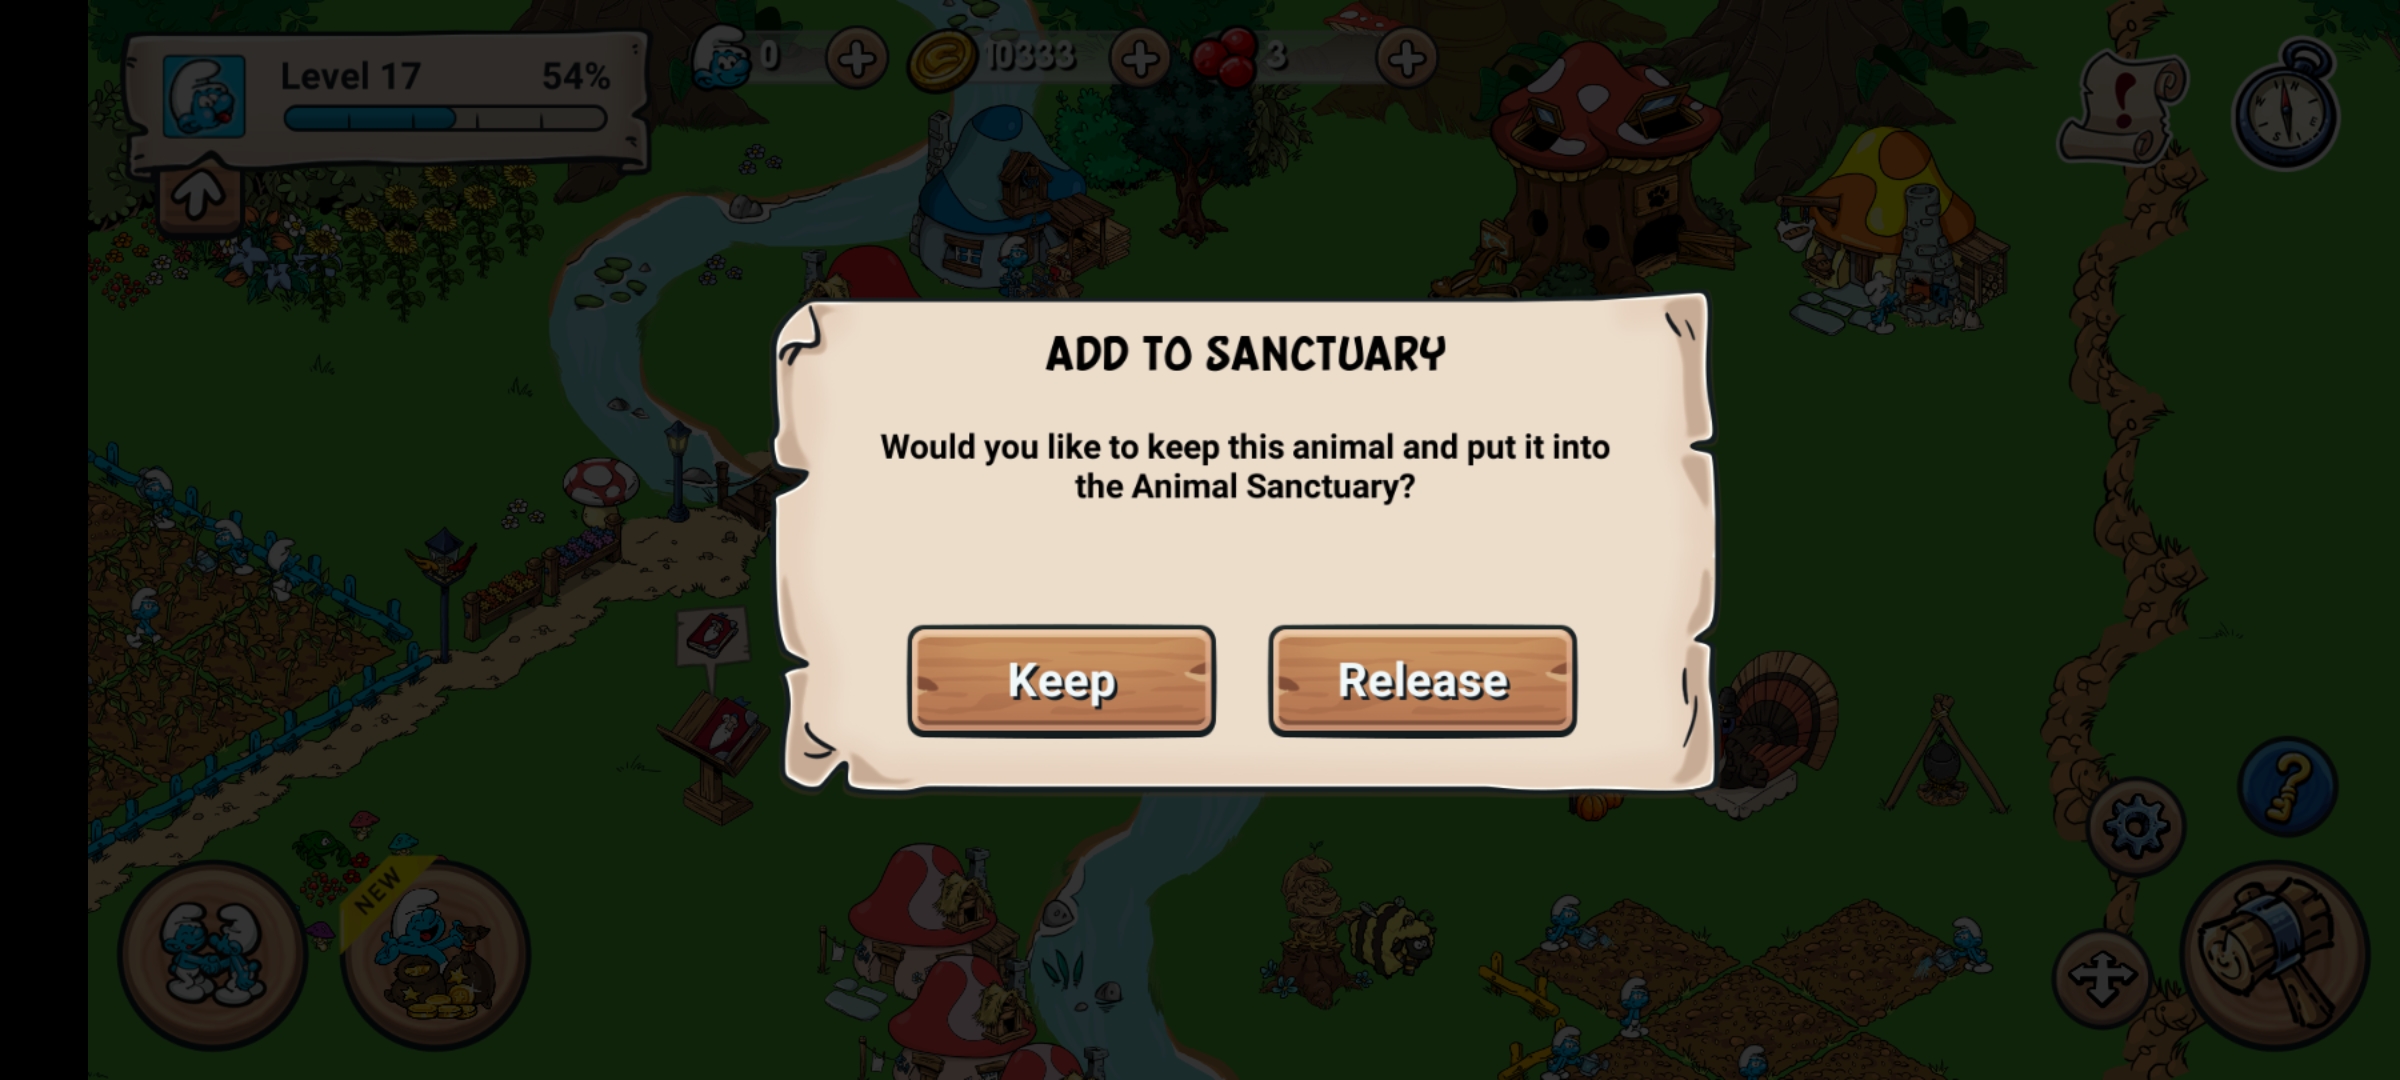 Level 17 54%
0
10333
3
ADD TO SANCTUARY
Would you like to keep this animal and put it into
the Animal Sanctuary?
Keep
Release
NEW